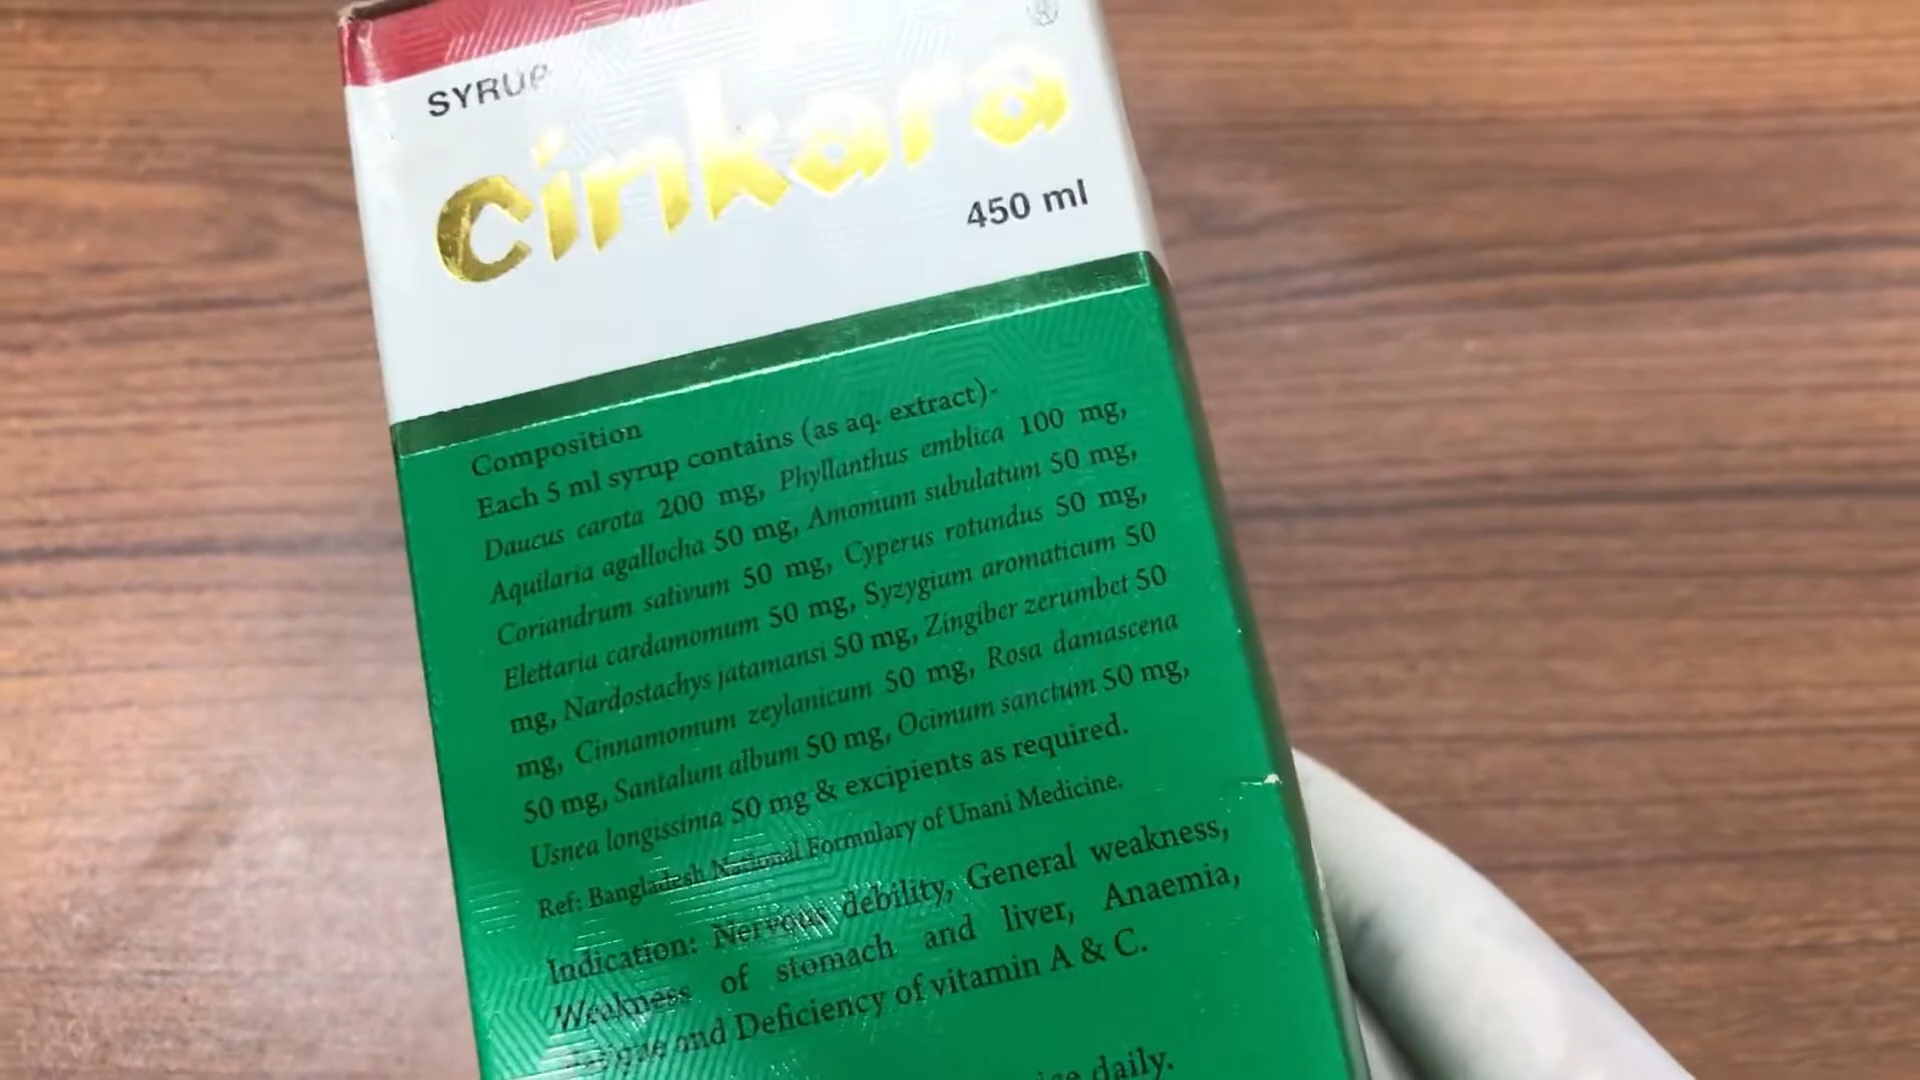 SYRUP
cinkara
450 ml
Composition
Each 5 ml syrup contains (as aq. extract)-
Daucus carota 200 mg, Phyllanthus emblica 100 mg,
Aquilaria agallocha 50 mg, Amomum subulatum 50 mg,
Coriandrum sativum 50 mg, Cyperus rotundus 50 mg,
Elettaria cardamomum 50 mg, Syzygium aromaticum 50
mg, Nardostachys jatamansi 50 mg, Zingiber zerumbet 50
mg, Cinnamomum zeylanicum 50 mg, Rosa damascena
50 mg, Santalum album 50 mg, Ocimum sanctum 50 mg,
Usnea longissima 50 mg & excipients as required.
Ref: Bangladesh National Formnlary of Unani Medicine.
Indication: Nervous debility, General weakness,
Weakness of stomach and liver, Anaemia,
and Deficiency of vitamin A & C.
daily.